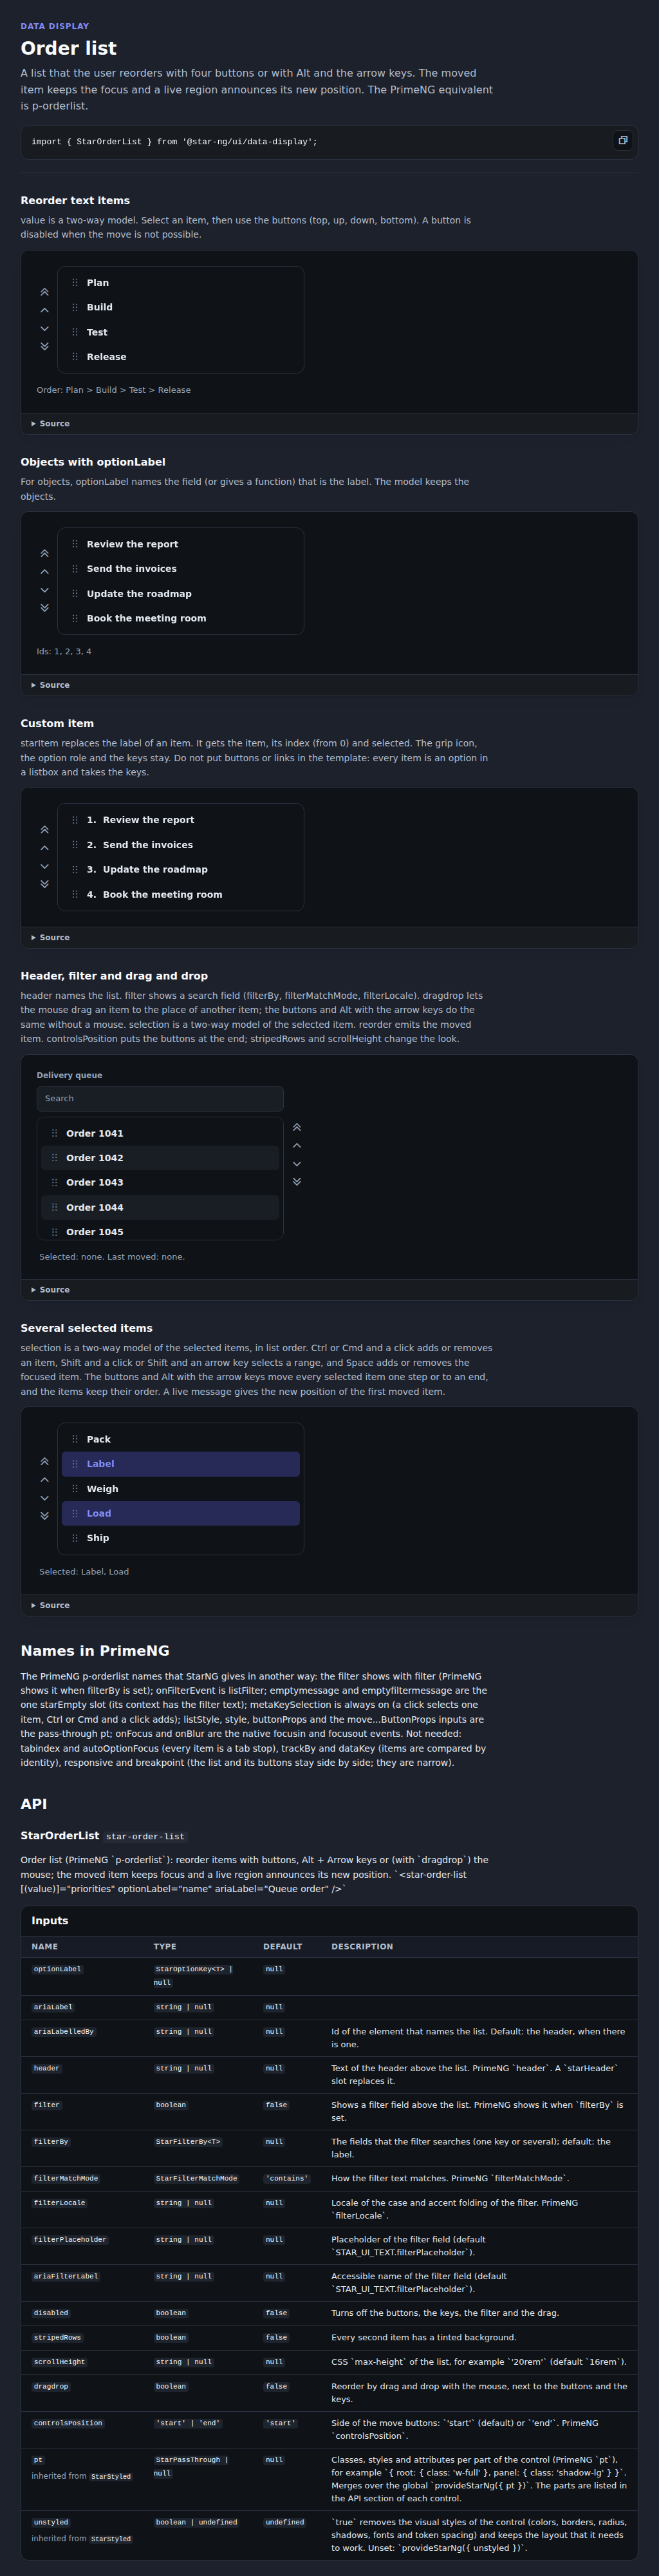 DATA DISPLAY
Order list
A list that the user reorders with four buttons or with Alt and the arrow keys. The moved
item keeps the focus and a live region announces its new position. The PrimeNG equivalent
is p-orderlist.
import { StarOrderList } from '@star-ng/ui/data-display';
Reorder text items
value is a two-way model. Select an item, then use the buttons (top, up, down, bottom). A button is
disabled when the move is not possible.
Plan
Build
Test
Release
Order: Plan > Build > Test > Release
Source
Objects with optionLabel
For objects, optionLabel names the field (or gives a function) that is the label. The model keeps the
objects.
Review the report
Send the invoices
Update the roadmap
Book the meeting room
Ids: 1, 2, 3, 4
Source
Custom item
starItem replaces the label of an item. It gets the item, its index (from 0) and selected. The grip icon,
the option role and the keys stay. Do not put buttons or links in the template: every item is an option in
a listbox and takes the keys.
1. Review the report
2. Send the invoices
3. Update the roadmap
4. Book the meeting room
Source
Header, filter and drag and drop
header names the list. filter shows a search field (filterBy, filterMatchMode, filterLocale). dragdrop lets
the mouse drag an item to the place of another item; the buttons and Alt with the arrow keys do the
same without a mouse. selection is a two-way model of the selected item. reorder emits the moved
item. controlsPosition puts the buttons at the end; stripedRows and scrollHeight change the look.
Delivery queue
Search
Order 1041
Order 1042
Order 1043
Order 1044
Order 1045
Selected: none. Last moved: none.
Source
Several selected items
selection is a two-way model of the selected items, in list order. Ctrl or Cmd and a click adds or removes
an item, Shift and a click or Shift and an arrow key selects a range, and Space adds or removes the
focused item. The buttons and Alt with the arrow keys move every selected item one step or to an end,
and the items keep their order. A live message gives the new position of the first moved item.
Pack
Label
Weigh
Load
Ship
Selected: Label, Load
Source
Names in PrimeNG
The PrimeNG p-orderlist names that StarNG gives in another way: the filter shows with filter (PrimeNG
shows it when filterBy is set); onFilterEvent is listFilter; emptymessage and emptyfiltermessage are the
one starEmpty slot (its context has the filter text); metaKeySelection is always on (a click selects one
item, Ctrl or Cmd and a click adds); listStyle, style, buttonProps and the move...ButtonProps inputs are
the pass-through pt; onFocus and onBlur are the native focusin and focusout events. Not needed:
tabindex and autoOptionFocus (every item is a tab stop), trackBy and dataKey (items are compared by
identity), responsive and breakpoint (the list and its buttons stay side by side; they are narrow).
API
StarOrderList star-order-list
Order list (PrimeNG `p-orderlist`): reorder items with buttons, Alt + Arrow keys or (with `dragdrop`) the
mouse; the moved item keeps focus and a live region announces its new position. `<star-order-list
[(value)]="priorities" optionLabel="name" ariaLabel="Queue order" />`
Inputs
NAME TYPE DEFAULT DESCRIPTION
optionLabel StarOptionKey<T> | null null
ariaLabel string | null null
ariaLabelledBy string | null null Id of the element that names the list. Default: the header, when there is one.
header string | null null Text of the header above the list. PrimeNG `header`. A `starHeader` slot replaces it.
filter boolean false Shows a filter field above the list. PrimeNG shows it when `filterBy` is set.
filterBy StarFilterBy<T> null The fields that the filter searches (one key or several); default: the label.
filterMatchMode StarFilterMatchMode 'contains' How the filter text matches. PrimeNG `filterMatchMode`.
filterLocale string | null null Locale of the case and accent folding of the filter. PrimeNG `filterLocale`.
filterPlaceholder string | null null Placeholder of the filter field (default `STAR_UI_TEXT.filterPlaceholder`).
ariaFilterLabel string | null null Accessible name of the filter field (default `STAR_UI_TEXT.filterPlaceholder`).
disabled boolean false Turns off the buttons, the keys, the filter and the drag.
stripedRows boolean false Every second item has a tinted background.
scrollHeight string | null null CSS `max-height` of the list, for example `'20rem'` (default `16rem`).
dragdrop boolean false Reorder by drag and drop with the mouse, next to the buttons and the keys.
controlsPosition 'start' | 'end' 'start' Side of the move buttons: `'start'` (default) or `'end'`. PrimeNG `controlsPosition`.
pt inherited from StarStyled StarPassThrough | null null Classes, styles and attributes per part of the control (PrimeNG `pt`), for example `{ root: { class: 'w-full' }, panel: { class: 'shadow-lg' } }`. Merges over the global `provideStarNg({ pt })`. The parts are listed in the API section of each control.
unstyled inherited from StarStyled boolean | undefined undefined `true` removes the visual styles of the control (colors, borders, radius, shadows, fonts and token spacing) and keeps the layout that it needs to work. Unset: `provideStarNg({ unstyled })`.